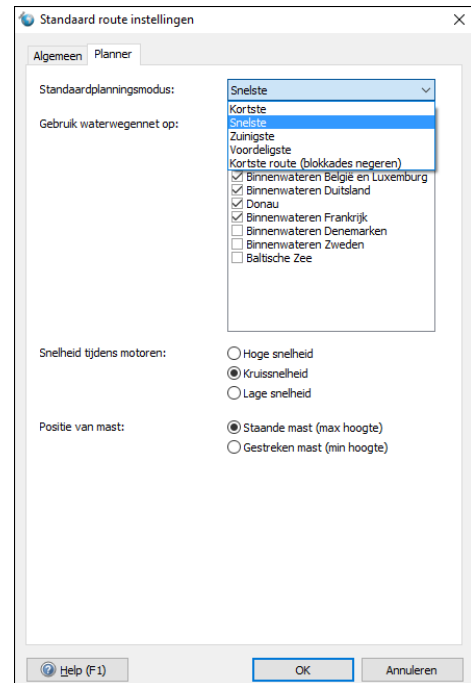 Standaard route instellingen
Algemeen Planner
Standaardplanningsmodus: Snelste
Kortste
Gebruik waterwegennet op: Snelste
Zuinigste
Voordeligste
Kortste route (blokkades negeren)
Binnenwateren België en Luxemburg
Binnenwateren Duitsland
Donau
Binnenwateren Frankrijk
Binnenwateren Denemarken
Binnenwateren Zweden
Baltische Zee
Snelheid tijdens motoren: Hoge snelheid
Kruissnelheid
Lage snelheid
Positie van mast: Staande mast (max hoogte)
Gestreken mast (min hoogte)
Help (F1) OK Annuleren